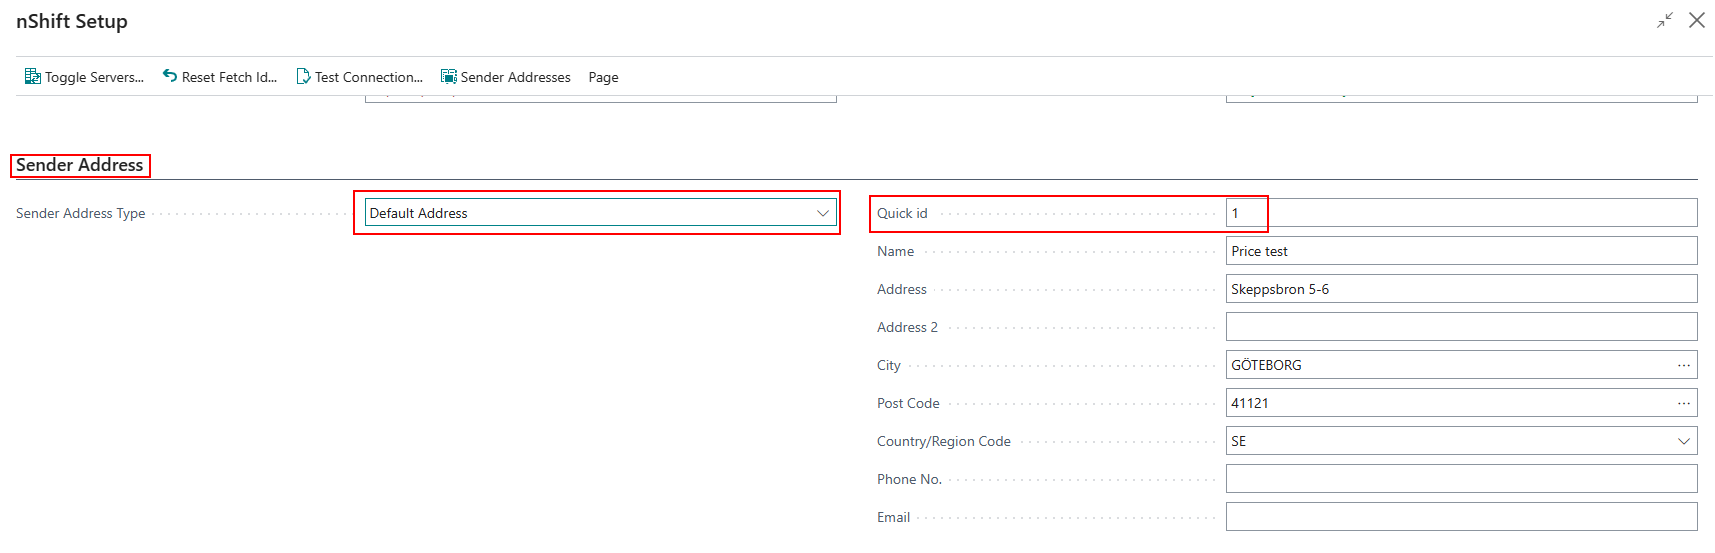 nShift Setup
Toggle Servers... Reset Fetch Id... Test Connection... Sender Addresses Page
Sender Address
Sender Address Type Default Address
Quick id 1
Name Price test
Address Skeppsbron 5-6
Address 2
City GÖTEBORG
Post Code 41121
Country/Region Code SE
Phone No.
Email